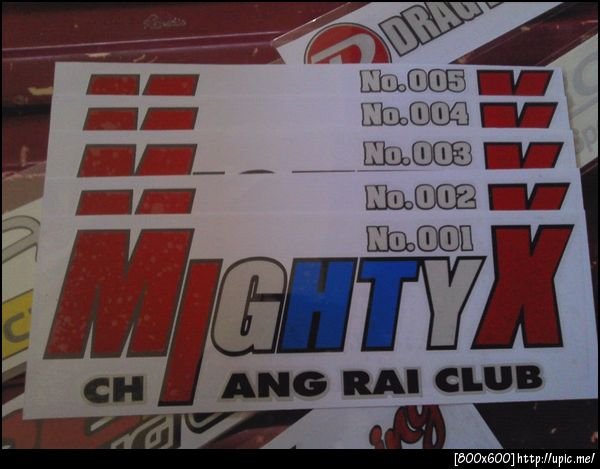 DRAG
No.005
No.004
No.003
No.002
No.001
MIGHTYX
CH ANG RAI CLUB
[800x600]http://upic.me/